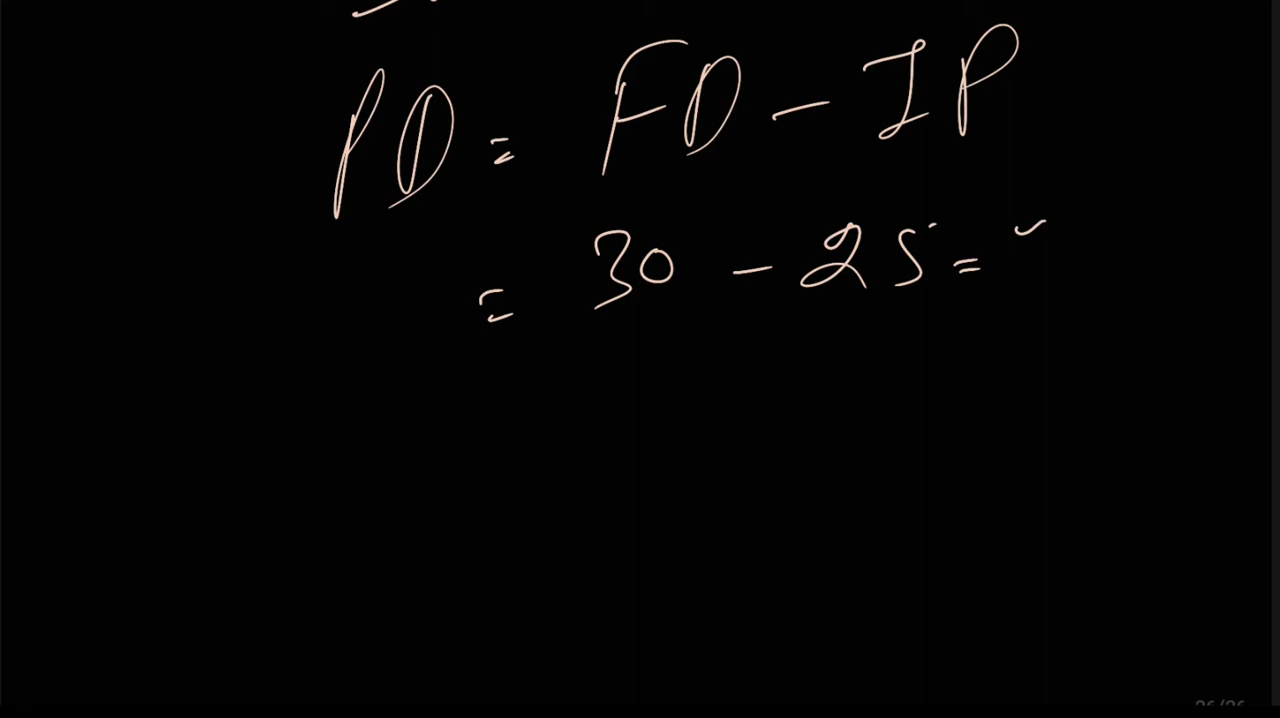 PD = FD - IP
= 30 - 25 =